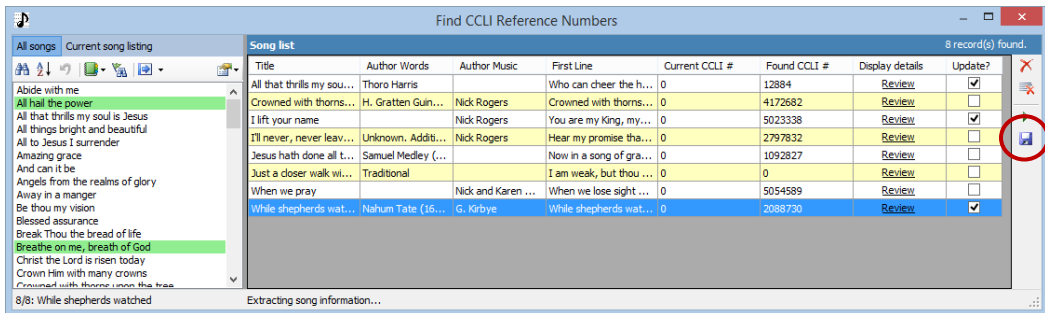 Find CCLI Reference Numbers
All songs Current song listing
Song list 8 record(s) found.
Title Author Words Author Music First Line Current CCLI # Found CCLI # Display details Update?
All that thrills my sou... Thoro Harris Who can cheer the h... 0 12884 Review
Crowned with thorns... H. Gratten Guin... Nick Rogers Crowned with thorns... 0 4172682 Review
I lift your name Nick Rogers You are my King, my... 0 5023338 Review
I'll never, never leav... Unknown. Additi... Nick Rogers Hear my promise tha... 0 2797832 Review
Jesus hath done all t... Samuel Medley (... Now in a song of gra... 0 1092827 Review
Just a closer walk wi... Traditional I am weak, but thou ... 0 0 Review
When we pray Nick and Karen ... When we lose sight ... 0 5054589 Review
While shepherds wat... Nahum Tate (16... G. Kirbye While shepherds wat... 0 2088730 Review
Abide with me
All hail the power
All that thrills my soul is Jesus
All things bright and beautiful
All to Jesus I surrender
Amazing grace
And can it be
Angels from the realms of glory
Away in a manger
Be thou my vision
Blessed assurance
Break Thou the bread of life
Breathe on me, breath of God
Christ the Lord is risen today
Crown Him with many crowns
Crowned with thorns upon the tree
8/8: While shepherds watched Extracting song information...